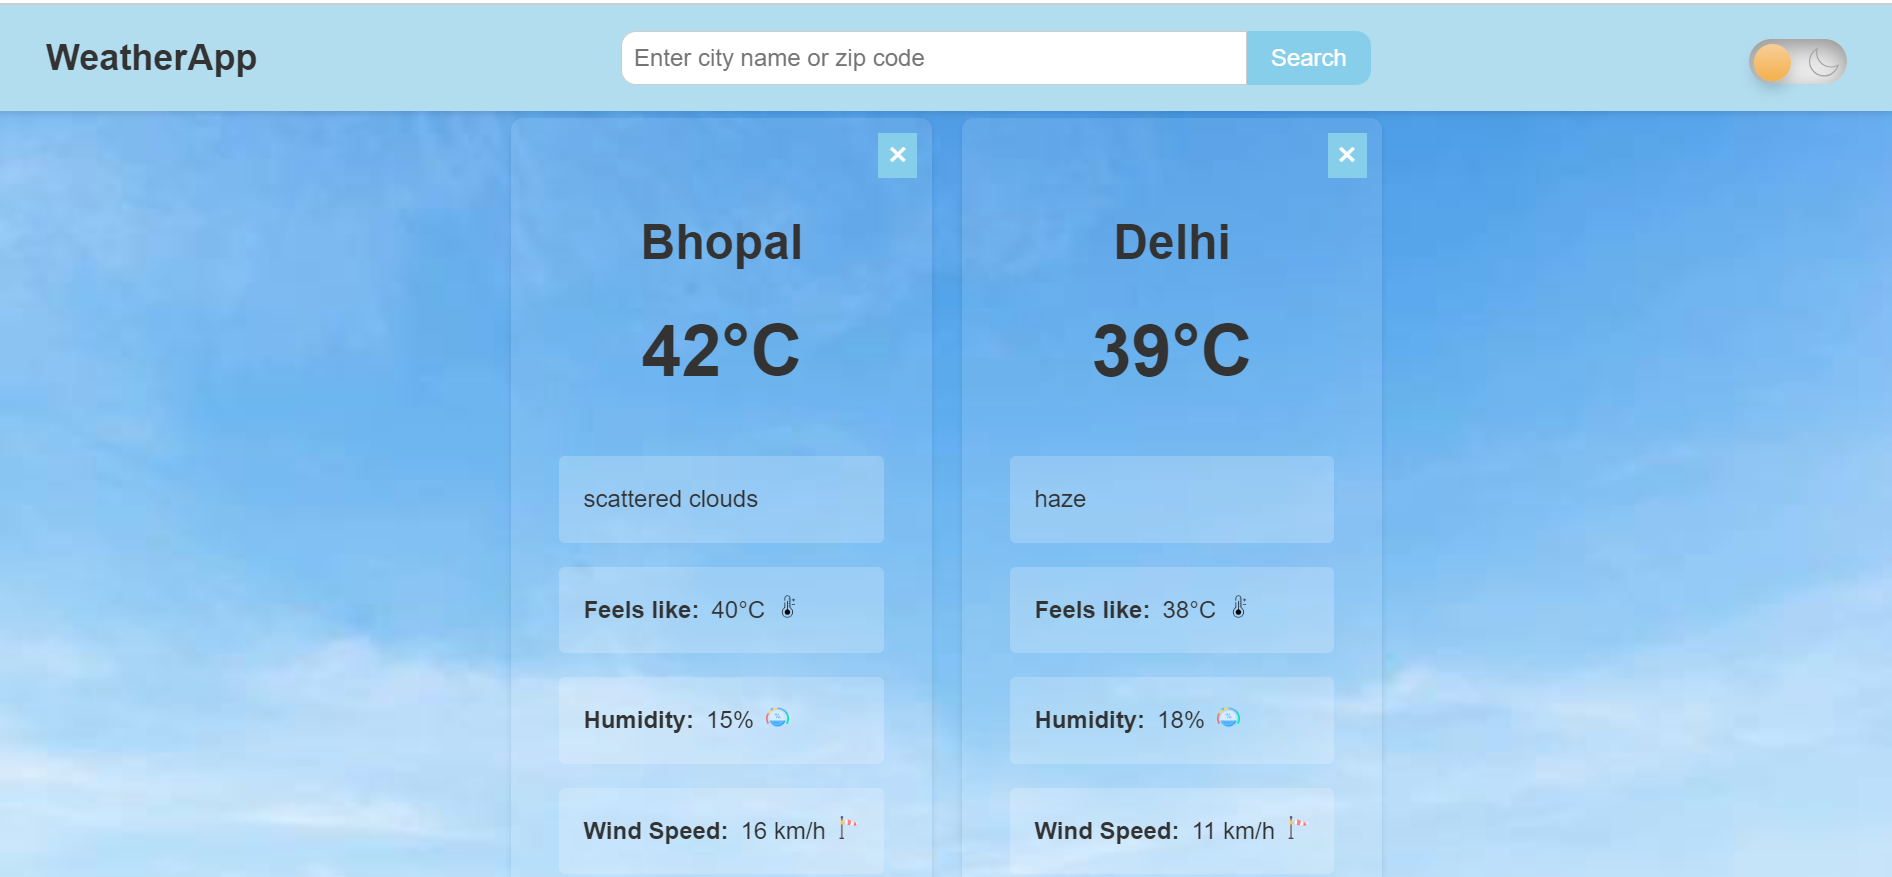 WeatherApp
Enter city name or zip code
Search
×
Bhopal
42°C
scattered clouds
Feels like: 40°C
Humidity: 15%
Wind Speed: 16 km/h
×
Delhi
39°C
haze
Feels like: 38°C
Humidity: 18%
Wind Speed: 11 km/h